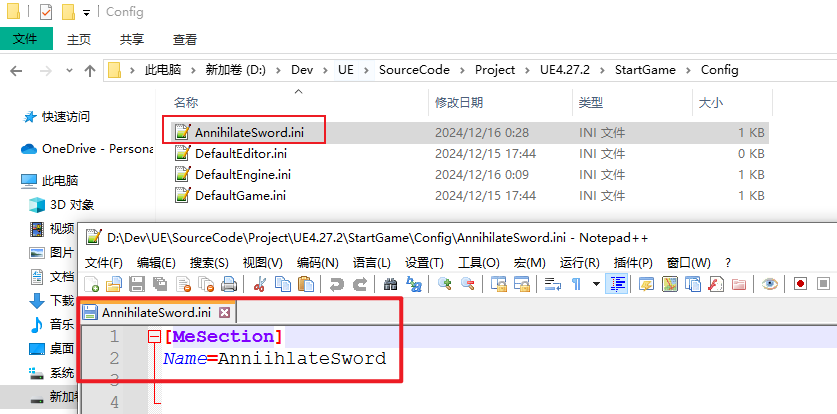 Config
文件 主页 共享 查看
此电脑 > 新加卷 (D:) > Dev > UE > SourceCode > Project > UE4.27.2 > StartGame > Config
名称 修改日期 类型 大小
快速访问
AnnihilateSword.ini 2024/12/16 0:28 INI 文件 1 KB
OneDrive - Persona
DefaultEditor.ini 2024/12/15 17:44 INI 文件 0 KB
此电脑
DefaultEngine.ini 2024/12/16 0:09 INI 文件 1 KB
3D 对象
DefaultGame.ini 2024/12/15 17:44 INI 文件 1 KB
视频
图片
文档
下载
音乐
桌面
系统
新加卷
D:\Dev\UE\SourceCode\Project\UE4.27.2\StartGame\Config\AnnihilateSword.ini - Notepad++
文件(F) 编辑(E) 搜索(S) 视图(V) 编码(N) 语言(L) 设置(T) 工具(O) 宏(M) 运行(R) 插件(P) 窗口(W) ?
AnnihilateSword.ini
1 [MeSection]
2 Name=AnniihlateSword
3
4